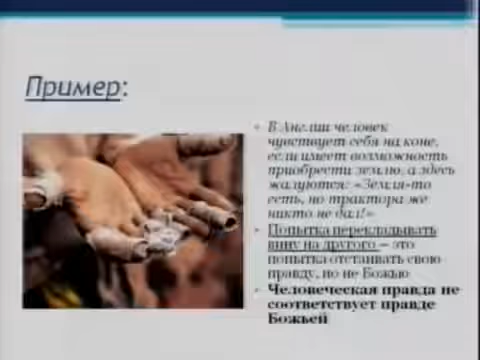 Пример:
В Англии человек
чувствует себя на коне,
если имеет возможность
приобрести землю, а здесь
жалуются: «Земля-то
есть, но трактора же
никто не дал!»
Попытка перекладывать
вину на другого – это
попытка отстаивать свою
правду, но не Божью
Человеческая правда не
соответствует правде
Божьей